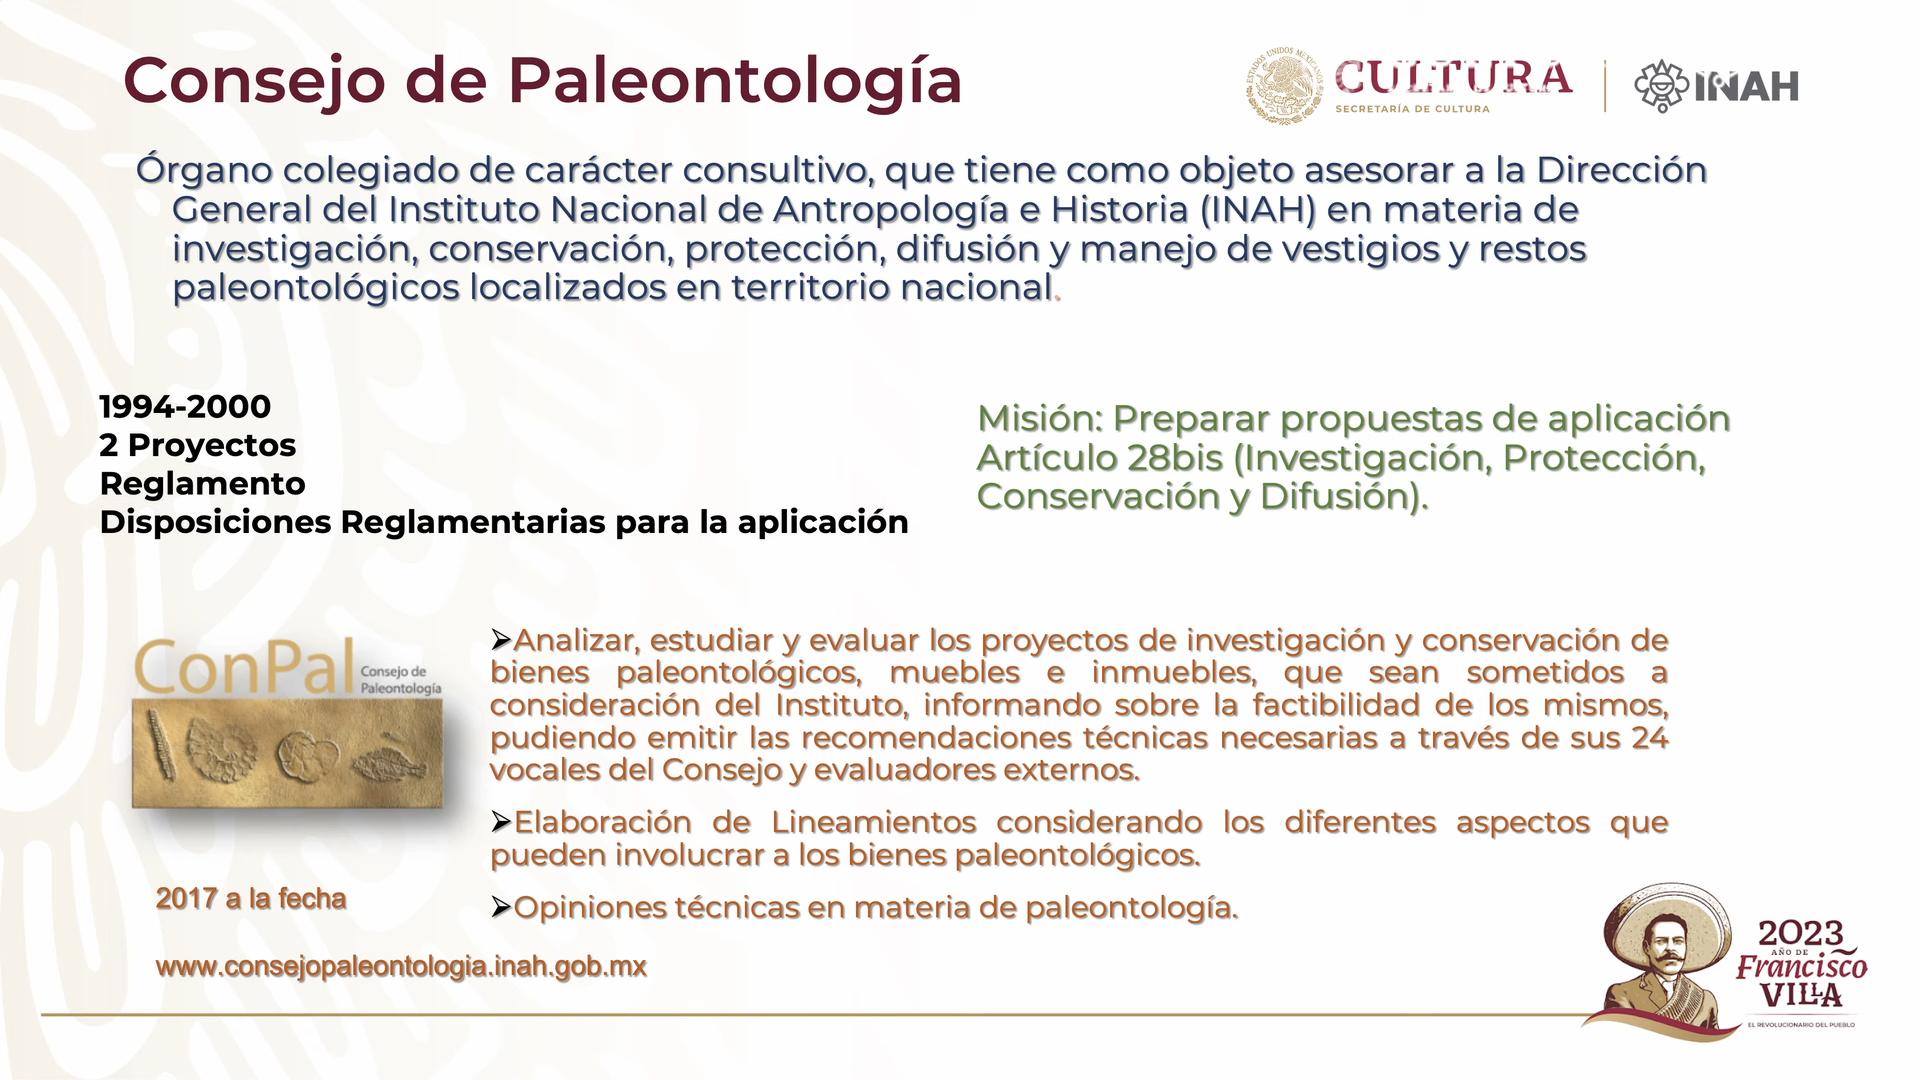 Consejo de Paleontología
CULTURA
SECRETARÍA DE CULTURA
INAH
Órgano colegiado de carácter consultivo, que tiene como objeto asesorar a la Dirección
General del Instituto Nacional de Antropología e Historia (INAH) en materia de
investigación, conservación, protección, difusión y manejo de vestigios y restos
paleontológicos localizados en territorio nacional.
1994-2000
2 Proyectos
Reglamento
Disposiciones Reglamentarias para la aplicación
Misión: Preparar propuestas de aplicación
Artículo 28bis (Investigación, Protección,
Conservación y Difusión).
ConPal
Consejo de
Paleontología
➢Analizar, estudiar y evaluar los proyectos de investigación y conservación de
bienes paleontológicos, muebles e inmuebles, que sean sometidos a
consideración del Instituto, informando sobre la factibilidad de los mismos,
pudiendo emitir las recomendaciones técnicas necesarias a través de sus 24
vocales del Consejo y evaluadores externos.
➢Elaboración de Lineamientos considerando los diferentes aspectos que
pueden involucrar a los bienes paleontológicos.
➢Opiniones técnicas en materia de paleontología.
2017 a la fecha
www.consejopaleontologia.inah.gob.mx
2023
AÑO DE
Francisco
VILLA
EL REVOLUCIONARIO DEL PUEBLO